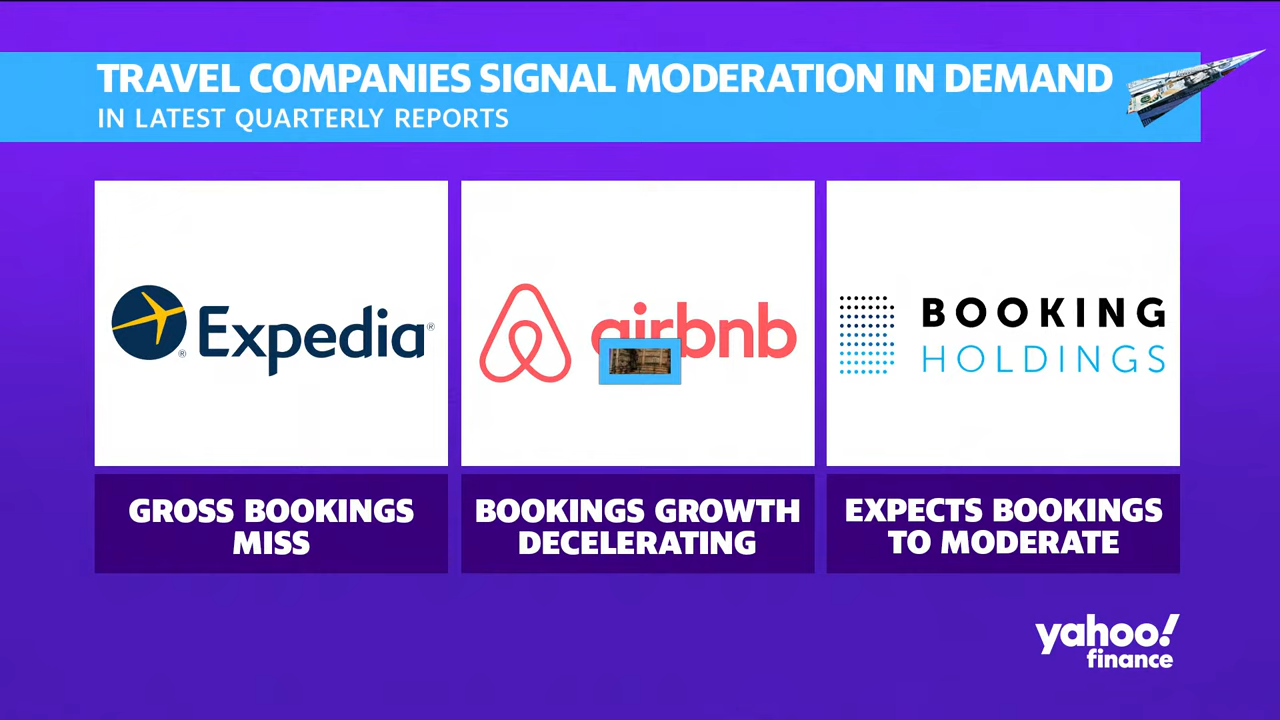 TRAVEL COMPANIES SIGNAL MODERATION IN DEMAND
IN LATEST QUARTERLY REPORTS
Expedia®
®
airbnb
BOOKING
HOLDINGS
GROSS BOOKINGS
MISS
BOOKINGS GROWTH
DECELERATING
EXPECTS BOOKINGS
TO MODERATE
yahoo!
finance